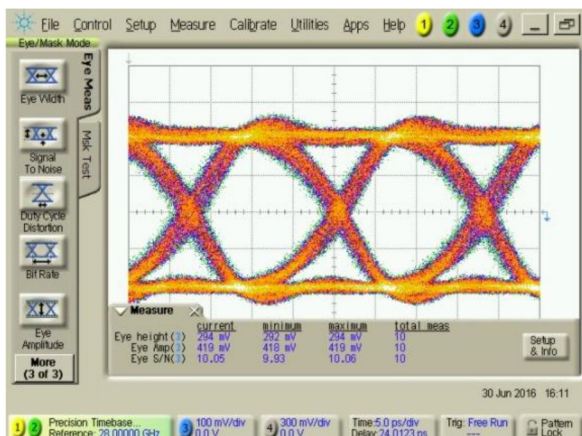 File Control Setup Measure Calibrate Utilities Apps Help 1 2 3 4
Eye/Mask Mode
Eye Meas
Msk Test
Eye Width
Signal
To Noise
Duty Cycle
Distortion
Bit Rate
Eye
Amplitude
More
(3 of 3)
Measure
current minimum maximum total meas
Eye height(3) 294 mV 292 mV 294 mV 10
Eye Amp(3) 419 mV 418 mV 419 mV 10
Eye S/N(3) 10.05 9.93 10.06 10
Setup
& Info
30 Jun 2016 16:11
1 2 Precision Timebase...
Reference: 28.00000 GHz
3 100 mV/div
0.0 V
4 300 mV/div
0.0 V
Time:5.0 ps/div
Delay:24.0123 ns
Trig: Free Run
---
Pattern
Lock